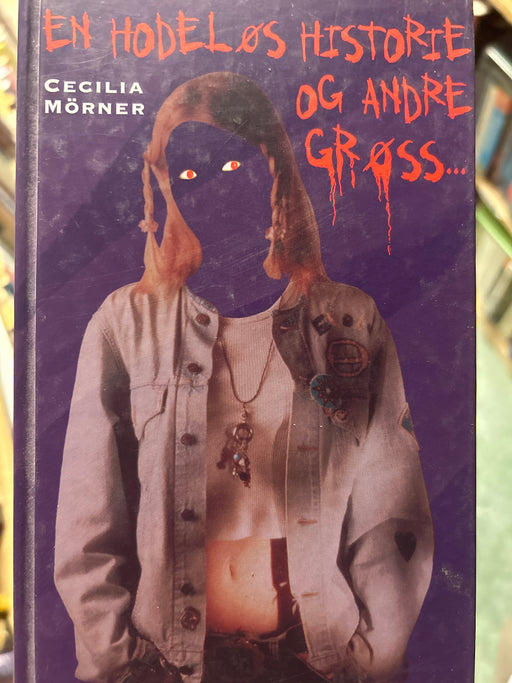 EN HODELØS HISTORIE
OG ANDRE
GRØSS...
CECILIA
MÖRNER